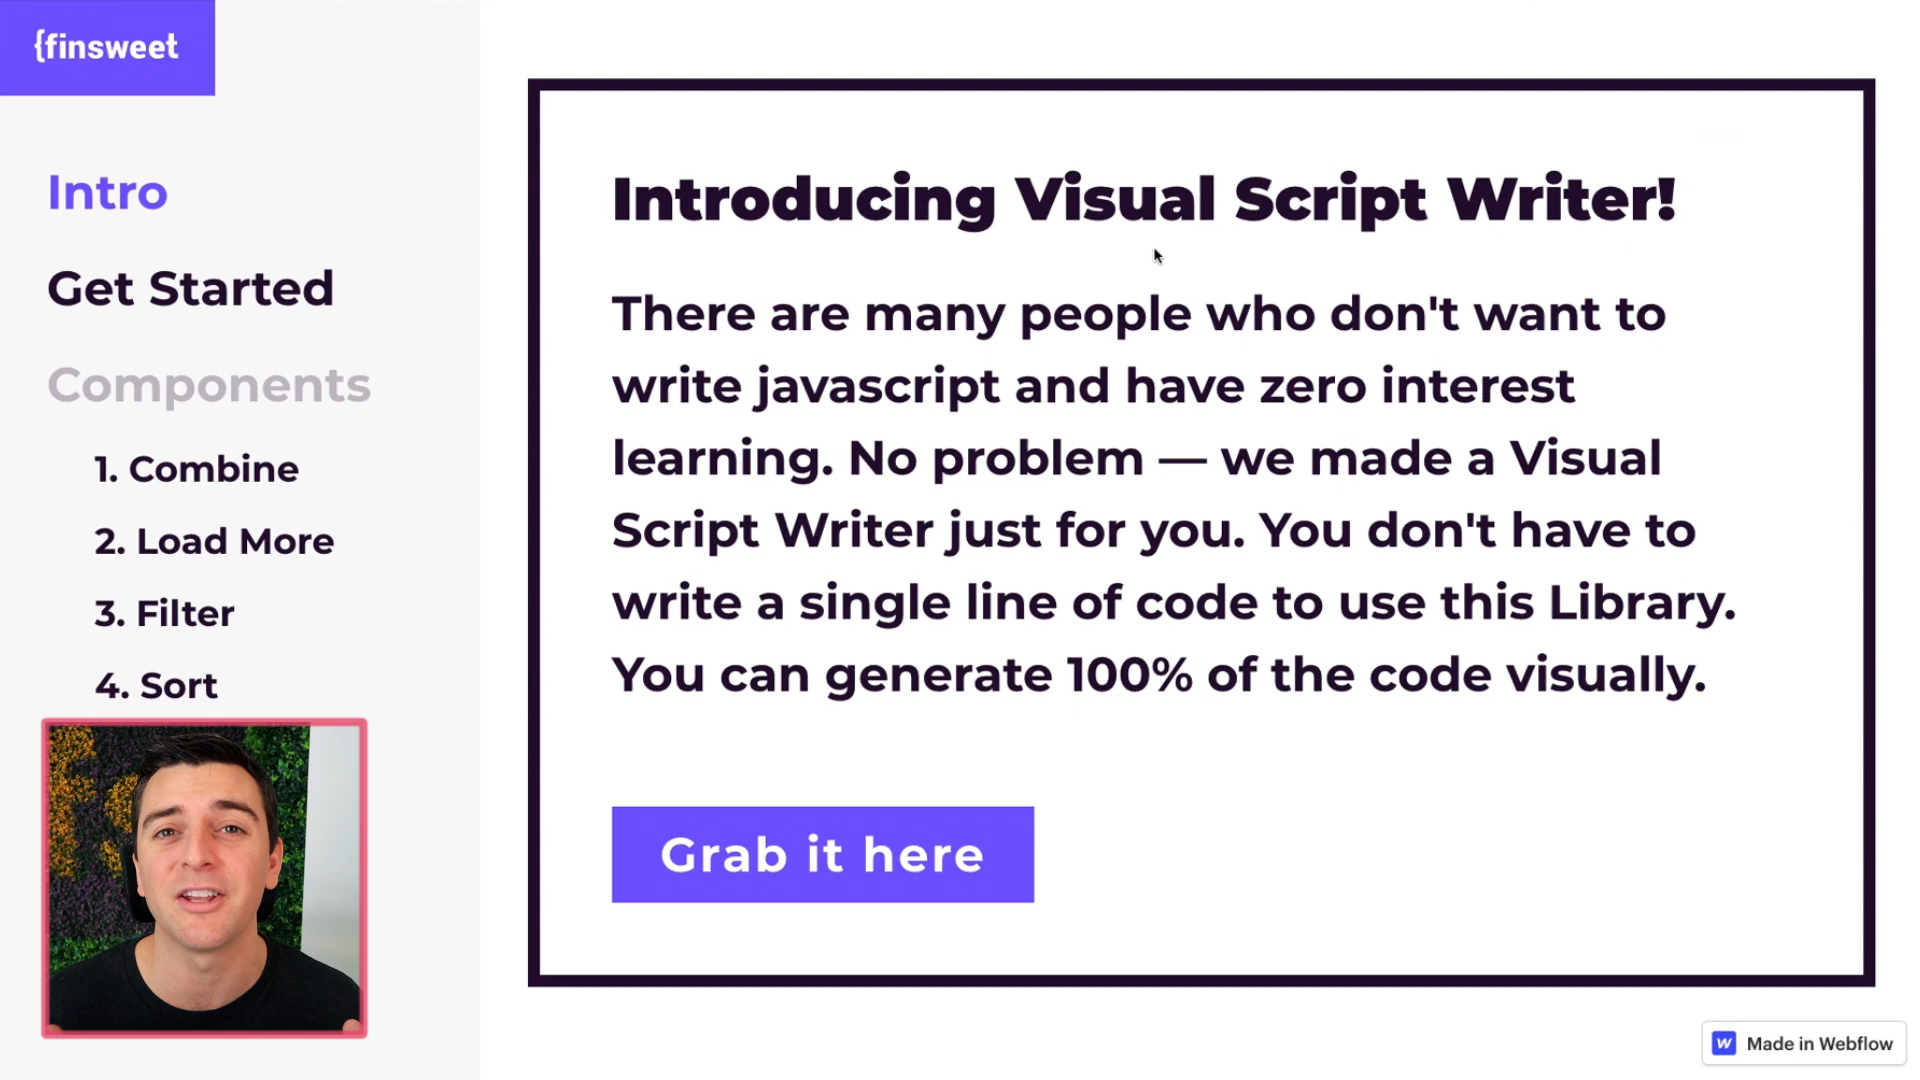 {finsweet
Intro
Get Started
Components
1. Combine
2. Load More
3. Filter
4. Sort
Introducing Visual Script Writer!
There are many people who don't want to
write javascript and have zero interest
learning. No problem — we made a Visual
Script Writer just for you. You don't have to
write a single line of code to use this Library.
You can generate 100% of the code visually.
Grab it here
W Made in Webflow